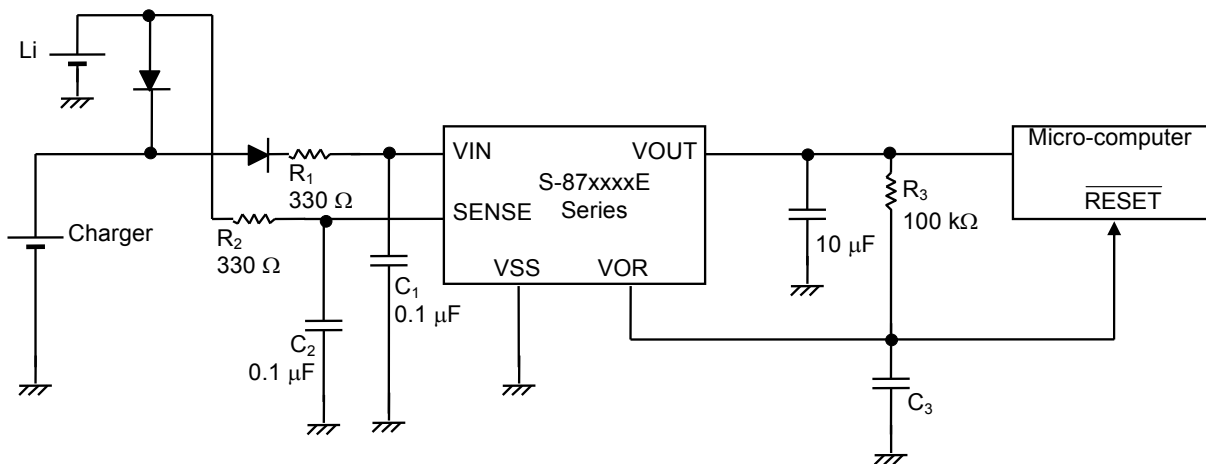 Li
Charger
R1
330 Ω
R2
330 Ω
C2
0.1 μF
C1
0.1 μF
VIN
VOUT
S-87xxxxE
Series
SENSE
VSS
VOR
10 μF
R3
100 kΩ
Micro-computer
RESET
C3